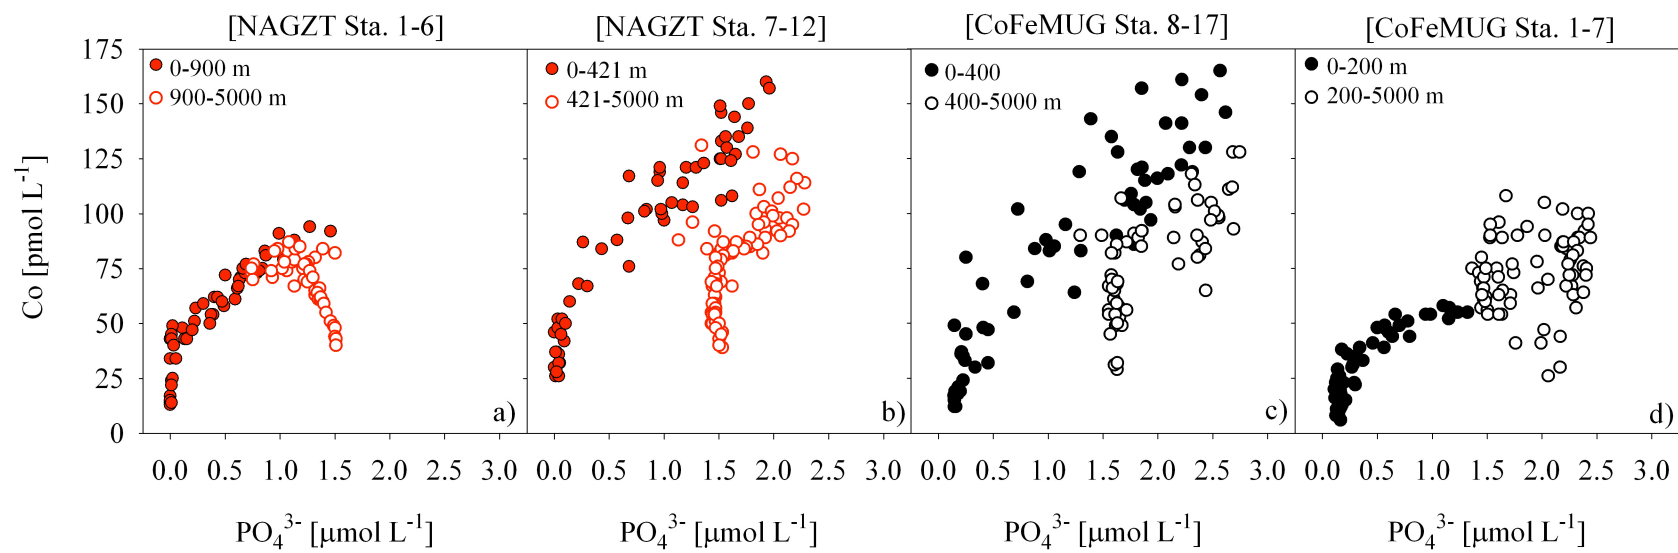 [NAGZT Sta. 1-6] [NAGZT Sta. 7-12] [CoFeMUG Sta. 8-17] [CoFeMUG Sta. 1-7]
175
150
125
100
75
50
25
0
Co [pmol L⁻¹]
0-900 m
900-5000 m
a)
0-421 m
421-5000 m
b)
0-400
400-5000 m
c)
0-200 m
200-5000 m
d)
0.0 0.5 1.0 1.5 2.0 2.5 3.0 0.0 0.5 1.0 1.5 2.0 2.5 3.0 0.0 0.5 1.0 1.5 2.0 2.5 3.0 0.0 0.5 1.0 1.5 2.0 2.5 3.0
PO₄³⁻ [μmol L⁻¹] PO₄³⁻ [μmol L⁻¹] PO₄³⁻ [μmol L⁻¹] PO₄³⁻ [μmol L⁻¹]